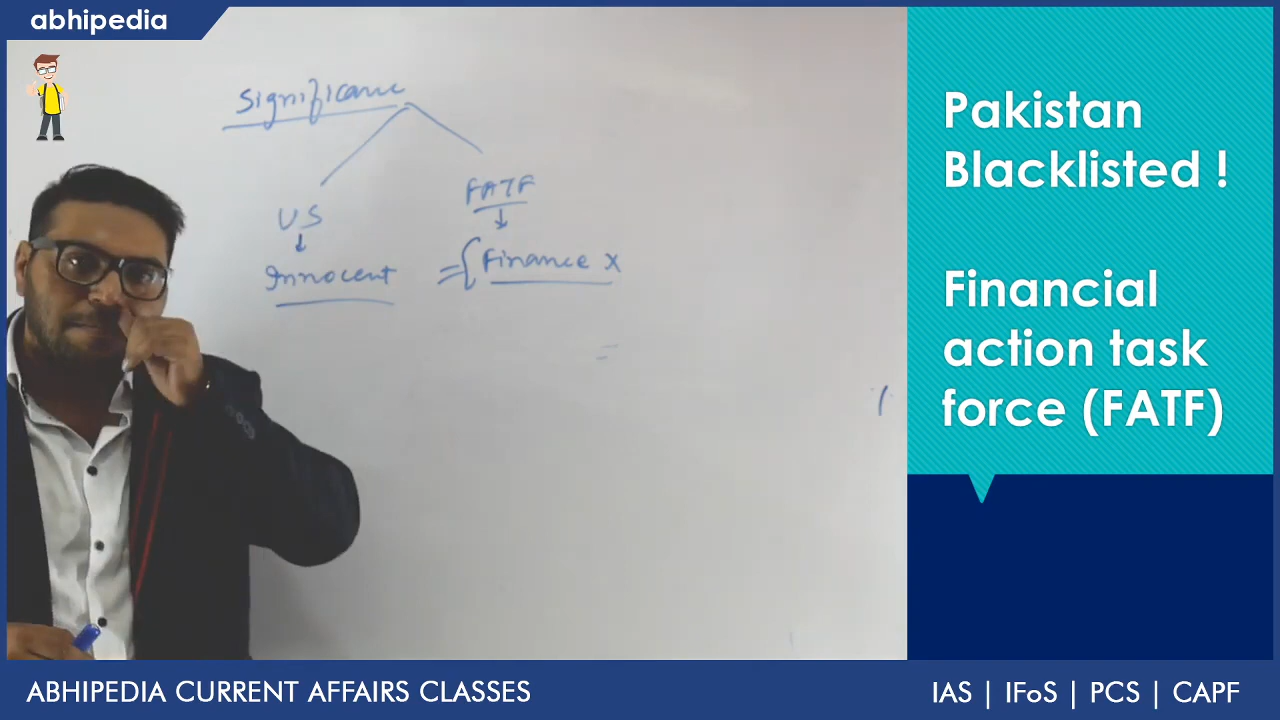 abhipedia
Significance
US
FATF
Innocent
={ Finance x
=
Pakistan
Blacklisted !
Financial
action task
force (FATF)
ABHIPEDIA CURRENT AFFAIRS CLASSES
IAS | IFoS | PCS | CAPF